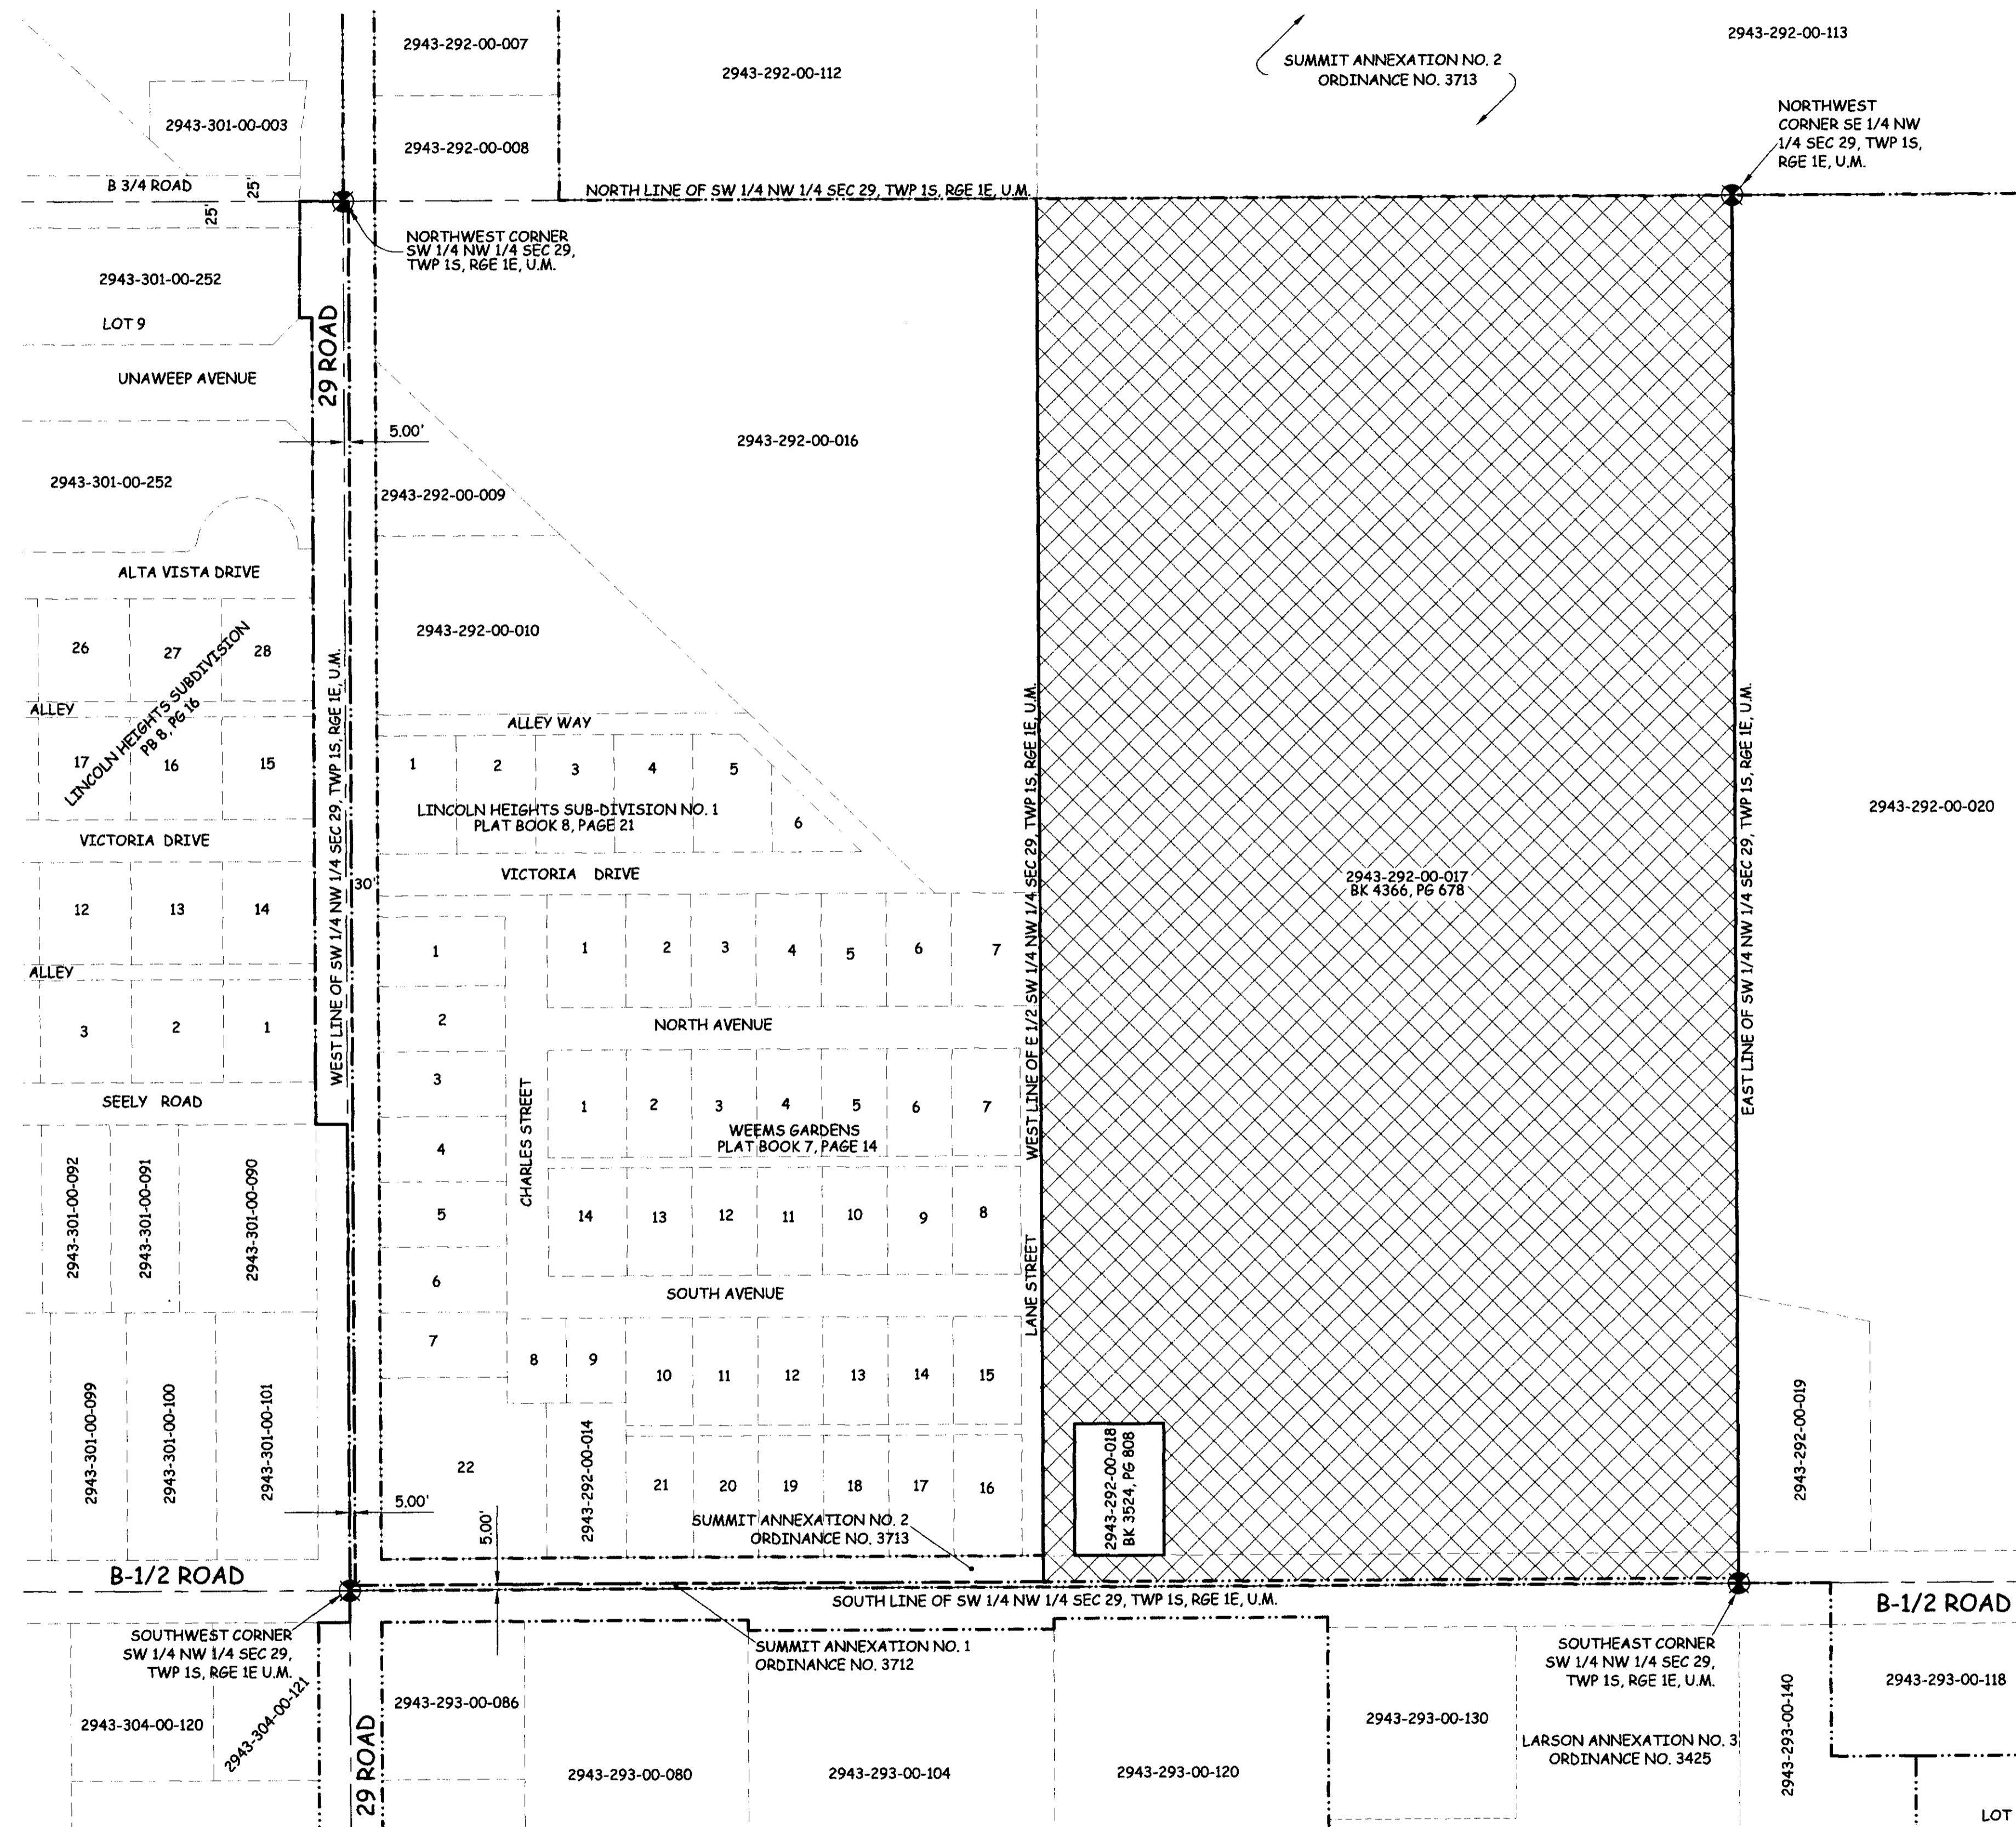 2943-292-00-007
2943-292-00-112
2943-292-00-113
SUMMIT ANNEXATION NO. 2
ORDINANCE NO. 3713
2943-301-00-003
2943-292-00-008
NORTHWEST
CORNER SE 1/4 NW
1/4 SEC 29, TWP 1S,
RGE 1E, U.M.
B 3/4 ROAD
25'
25'
NORTH LINE OF SW 1/4 NW 1/4 SEC 29, TWP 1S, RGE 1E, U.M.
NORTHWEST CORNER
SW 1/4 NW 1/4 SEC 29,
TWP 1S, RGE 1E, U.M.
2943-301-00-252
LOT 9
29 ROAD
UNAWEEP AVENUE
5.00'
2943-292-00-016
2943-301-00-252
2943-292-00-009
ALTA VISTA DRIVE
2943-292-00-010
26
27
28
LINCOLN HEIGHTS SUBDIVISION
PB 8, PG 16
ALLEY
17
16
15
WEST LINE OF SW 1/4 NW 1/4 SEC 29, TWP 1S, RGE 1E, U.M.
ALLEY WAY
1
2
3
4
5
6
LINCOLN HEIGHTS SUB-DIVISION NO. 1
PLAT BOOK 8, PAGE 21
WEST LINE OF E 1/2 SW 1/4 NW 1/4 SEC 29, TWP 1S, RGE 1E, U.M.
EAST LINE OF SW 1/4 NW 1/4 SEC 29, TWP 1S, RGE 1E, U.M.
2943-292-00-020
VICTORIA DRIVE
VICTORIA DRIVE
30'
2943-292-00-017
BK 4366, PG 678
12
13
14
1
1
2
3
4
5
6
7
ALLEY
3
2
1
2
NORTH AVENUE
3
SEELY ROAD
CHARLES STREET
1
2
3
4
5
6
7
WEEMS GARDENS
PLAT BOOK 7, PAGE 14
4
2943-301-00-092
2943-301-00-091
2943-301-00-090
5
14
13
12
11
10
9
8
LANE STREET
6
SOUTH AVENUE
7
8
9
10
11
12
13
14
15
2943-301-00-099
2943-301-00-100
2943-301-00-101
2943-292-00-014
2943-292-00-018
BK 3524, PG 808
2943-292-00-019
22
21
20
19
18
17
16
5.00'
5.00'
SUMMIT ANNEXATION NO. 2
ORDINANCE NO. 3713
B-1/2 ROAD
SOUTH LINE OF SW 1/4 NW 1/4 SEC 29, TWP 1S, RGE 1E, U.M.
B-1/2 ROAD
SOUTHWEST CORNER
SW 1/4 NW 1/4 SEC 29,
TWP 1S, RGE 1E U.M.
SUMMIT ANNEXATION NO. 1
ORDINANCE NO. 3712
SOUTHEAST CORNER
SW 1/4 NW 1/4 SEC 29,
TWP 1S, RGE 1E, U.M.
2943-304-00-120
2943-304-00-121
29 ROAD
2943-293-00-086
2943-293-00-080
2943-293-00-104
2943-293-00-120
2943-293-00-130
LARSON ANNEXATION NO. 3
ORDINANCE NO. 3425
2943-293-00-140
2943-293-00-118
LOT